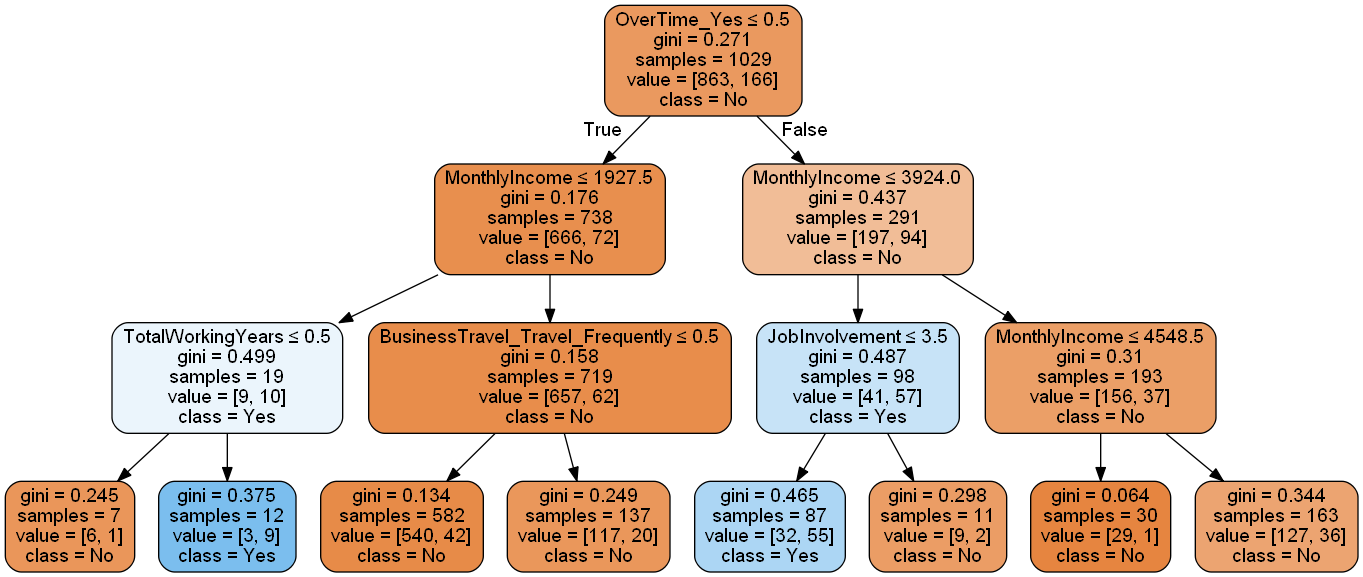 OverTime_Yes ≤ 0.5
gini = 0.271
samples = 1029
value = [863, 166]
class = No
True
False
MonthlyIncome ≤ 1927.5
gini = 0.176
samples = 738
value = [666, 72]
class = No
MonthlyIncome ≤ 3924.0
gini = 0.437
samples = 291
value = [197, 94]
class = No
TotalWorkingYears ≤ 0.5
gini = 0.499
samples = 19
value = [9, 10]
class = Yes
BusinessTravel_Travel_Frequently ≤ 0.5
gini = 0.158
samples = 719
value = [657, 62]
class = No
JobInvolvement ≤ 3.5
gini = 0.487
samples = 98
value = [41, 57]
class = Yes
MonthlyIncome ≤ 4548.5
gini = 0.31
samples = 193
value = [156, 37]
class = No
gini = 0.245
samples = 7
value = [6, 1]
class = No
gini = 0.375
samples = 12
value = [3, 9]
class = Yes
gini = 0.134
samples = 582
value = [540, 42]
class = No
gini = 0.249
samples = 137
value = [117, 20]
class = No
gini = 0.465
samples = 87
value = [32, 55]
class = Yes
gini = 0.298
samples = 11
value = [9, 2]
class = No
gini = 0.064
samples = 30
value = [29, 1]
class = No
gini = 0.344
samples = 163
value = [127, 36]
class = No